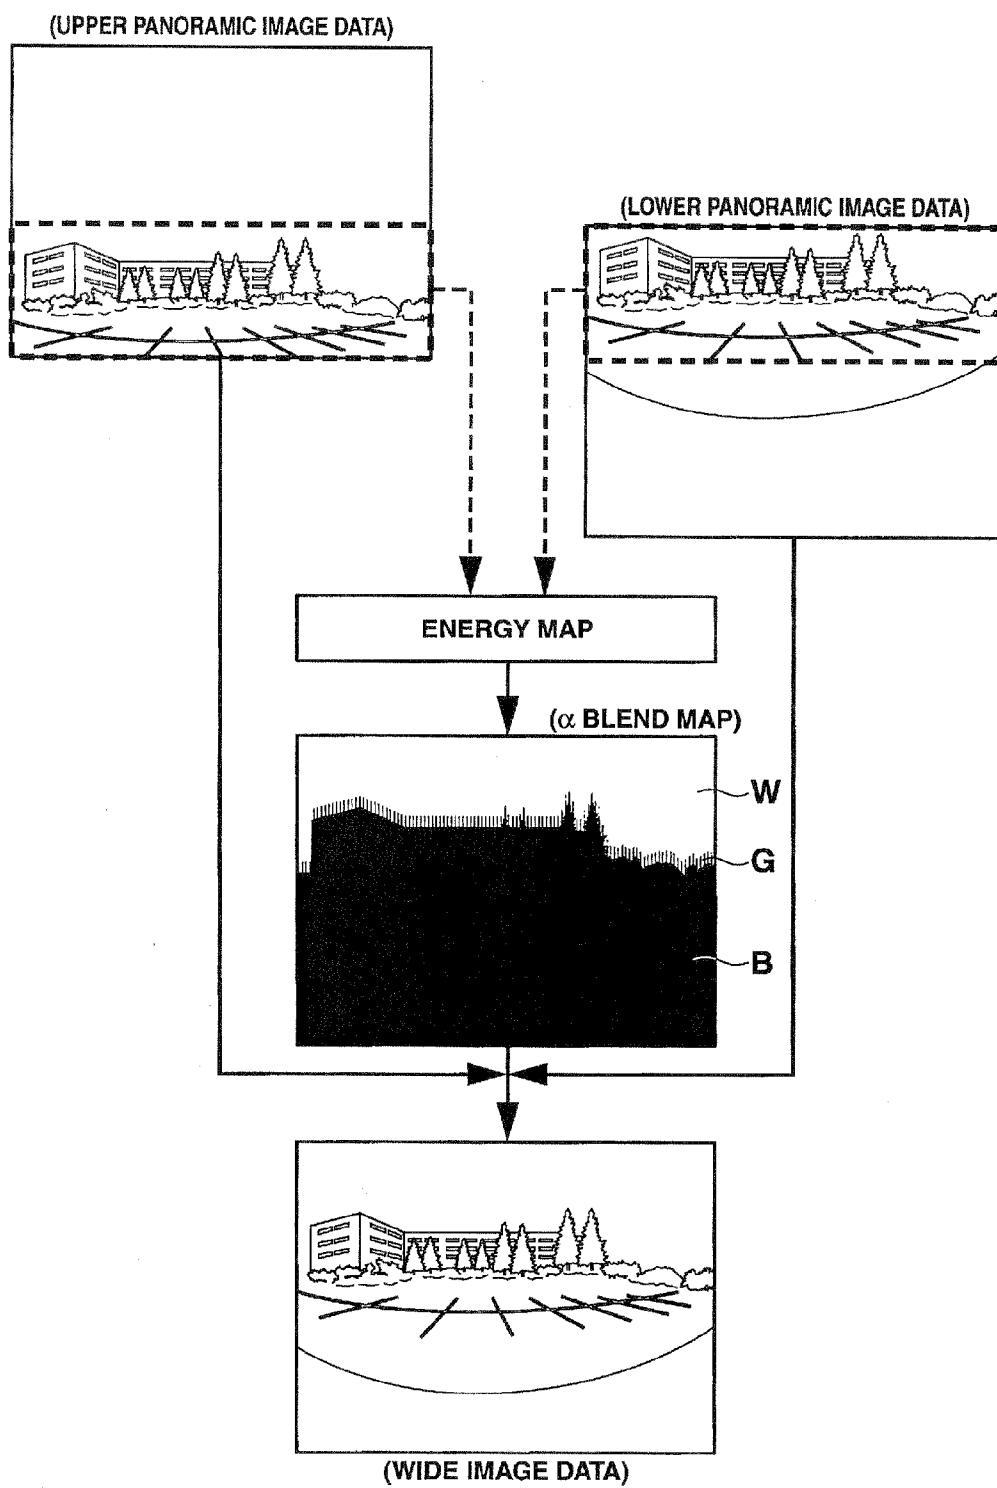 (UPPER PANORAMIC IMAGE DATA)
(LOWER PANORAMIC IMAGE DATA)
ENERGY MAP
(α BLEND MAP)
W
G
B
(WIDE IMAGE DATA)